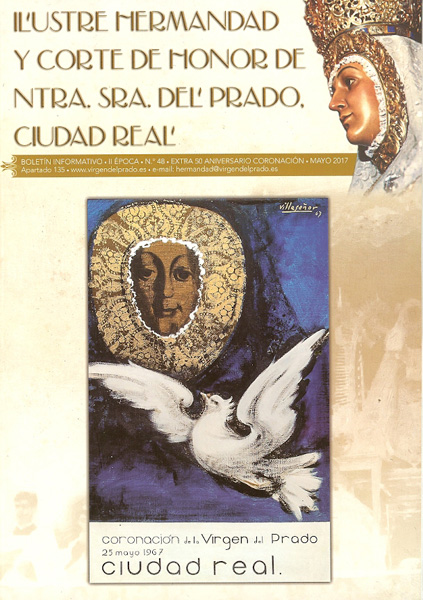 ILUSTRE HERMANDAD
Y CORTE DE HONOR DE
NTRA. SRA. DEL PRADO,
CIUDAD REAL
BOLETÍN INFORMATIVO • II ÉPOCA • N.º 48 • EXTRA 50 ANIVERSARIO CORONACIÓN • MAYO 2017
Apartado 135 • www.virgendelprado.es • e-mail: hermandad@virgendelprado.es
Villaseñor
67
coronación de la Virgen del Prado
25 mayo 1967
ciudad real.